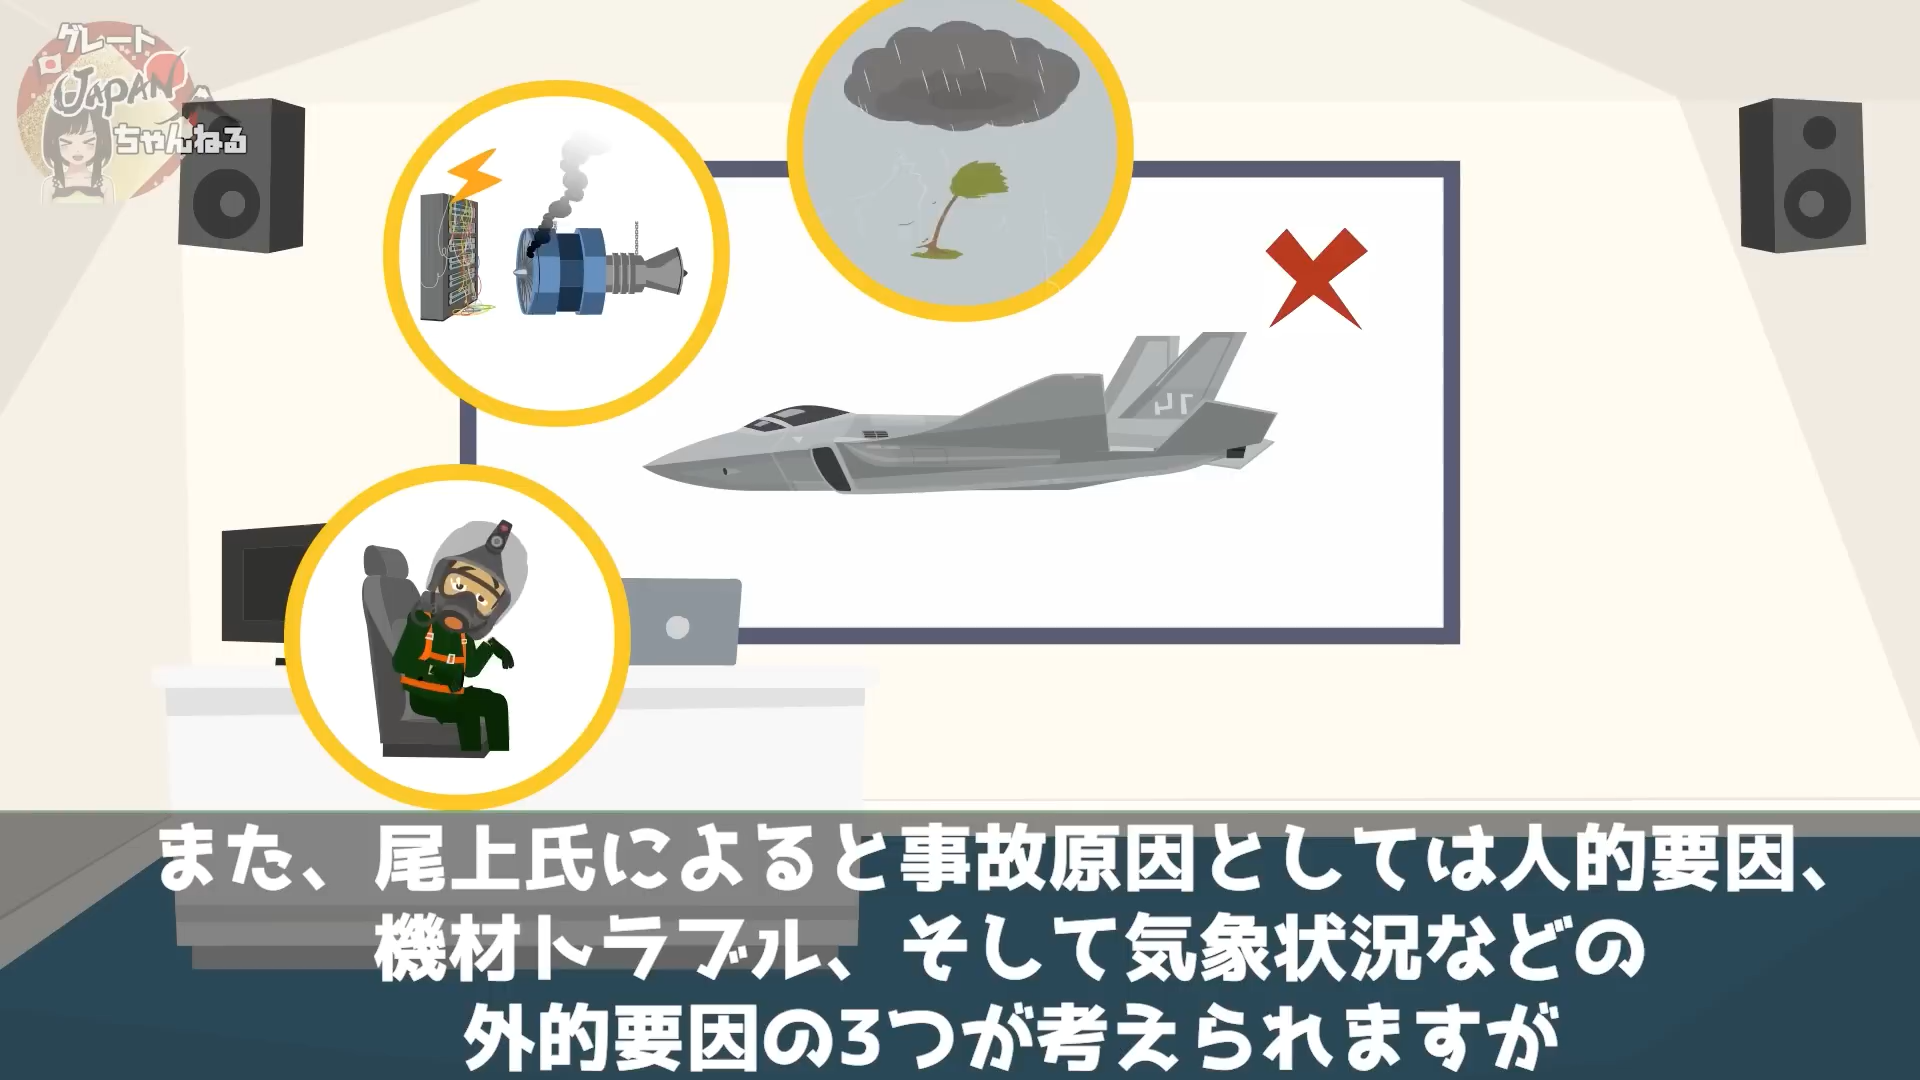 グレート
JAPAN
ちゃんねる
また、尾上氏によると事故原因としては人的要因、
機材トラブル、そして気象状況などの
外的要因の3つが考えられますが